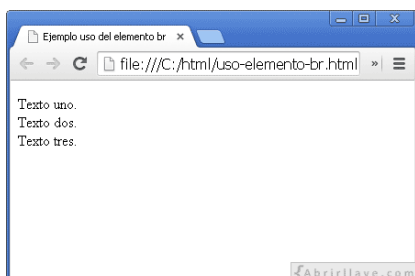 Ejemplo uso del elemento br
file:///C:/html/uso-elemento-br.html
Texto uno.
Texto dos.
Texto tres.
{Abrirllave.com